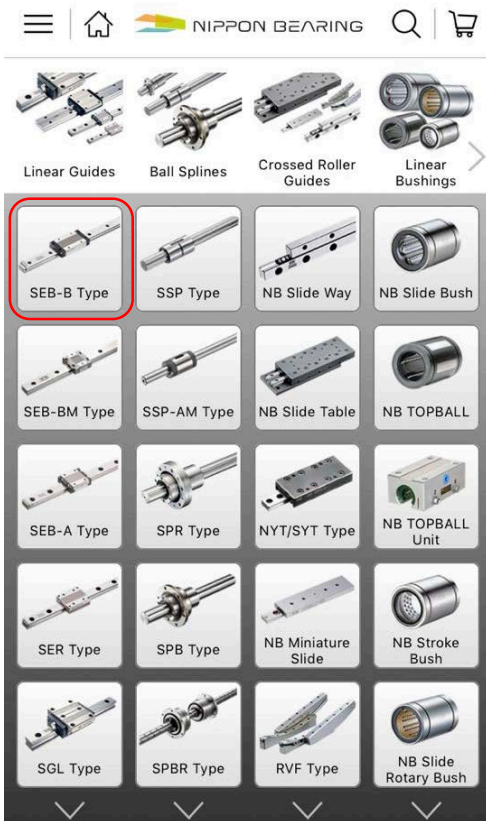 NIPPON BEARING
Linear Guides
Ball Splines
Crossed Roller
Guides
Linear
Bushings
SEB-B Type
SSP Type
NB Slide Way
NB Slide Bush
SEB-BM Type
SSP-AM Type
NB Slide Table
NB TOPBALL
SEB-A Type
SPR Type
NYT/SYT Type
NB TOPBALL
Unit
SER Type
SPB Type
NB Miniature
Slide
NB Stroke
Bush
SGL Type
SPBR Type
RVF Type
NB Slide
Rotary Bush